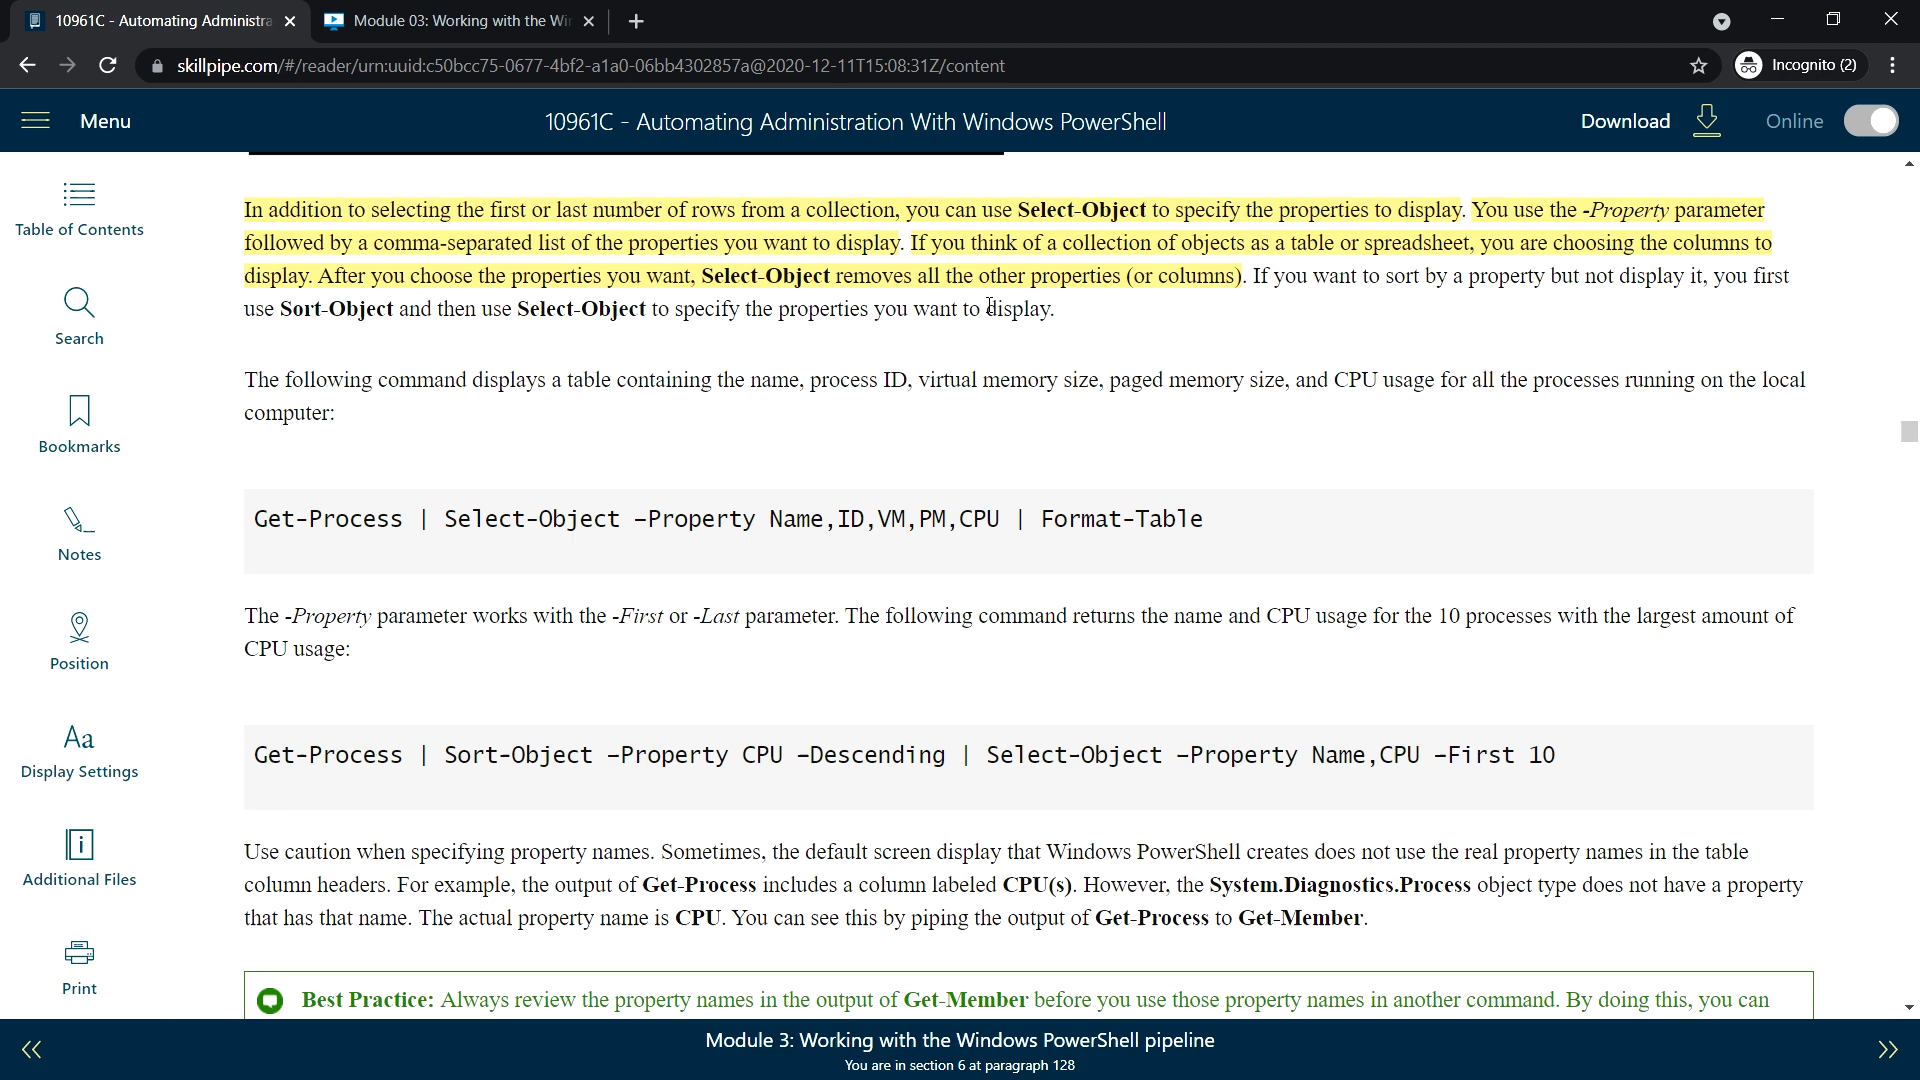 10961C - Automating Administra
Module 03: Working with the Wi
skillpipe.com/#/reader/urn:uuid:c50bcc75-0677-4bf2-a1a0-06bb4302857a@2020-12-11T15:08:31Z/content
Incognito (2)
Menu
10961C - Automating Administration With Windows PowerShell
Download
Online
Table of Contents
Search
Bookmarks
Notes
Position
Aa
Display Settings
Additional Files
Print
In addition to selecting the first or last number of rows from a collection, you can use Select-Object to specify the properties to display. You use the -Property parameter
followed by a comma-separated list of the properties you want to display. If you think of a collection of objects as a table or spreadsheet, you are choosing the columns to
display. After you choose the properties you want, Select-Object removes all the other properties (or columns). If you want to sort by a property but not display it, you first
use Sort-Object and then use Select-Object to specify the properties you want to display.
The following command displays a table containing the name, process ID, virtual memory size, paged memory size, and CPU usage for all the processes running on the local
computer:
Get-Process | Select-Object –Property Name,ID,VM,PM,CPU | Format-Table
The -Property parameter works with the -First or -Last parameter. The following command returns the name and CPU usage for the 10 processes with the largest amount of
CPU usage:
Get-Process | Sort-Object –Property CPU –Descending | Select-Object –Property Name,CPU –First 10
Use caution when specifying property names. Sometimes, the default screen display that Windows PowerShell creates does not use the real property names in the table
column headers. For example, the output of Get-Process includes a column labeled CPU(s). However, the System.Diagnostics.Process object type does not have a property
that has that name. The actual property name is CPU. You can see this by piping the output of Get-Process to Get-Member.
Best Practice: Always review the property names in the output of Get-Member before you use those property names in another command. By doing this, you can
Module 3: Working with the Windows PowerShell pipeline
You are in section 6 at paragraph 128